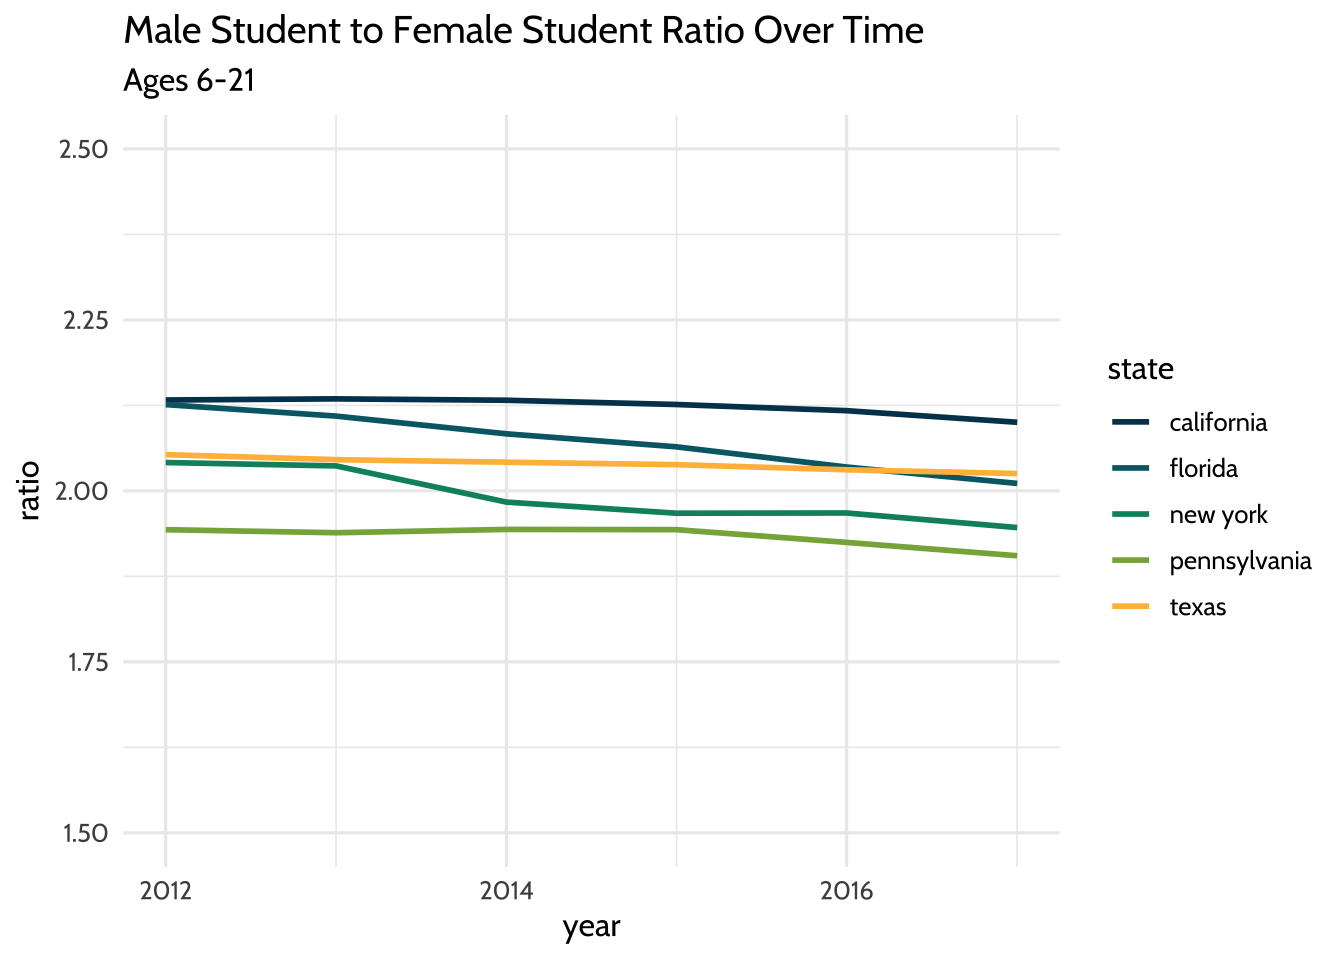 Male Student to Female Student Ratio Over Time
Ages 6-21
2.50
2.25
2.00
1.75
1.50
ratio
2012
2014
2016
year
state
california
florida
new york
pennsylvania
texas